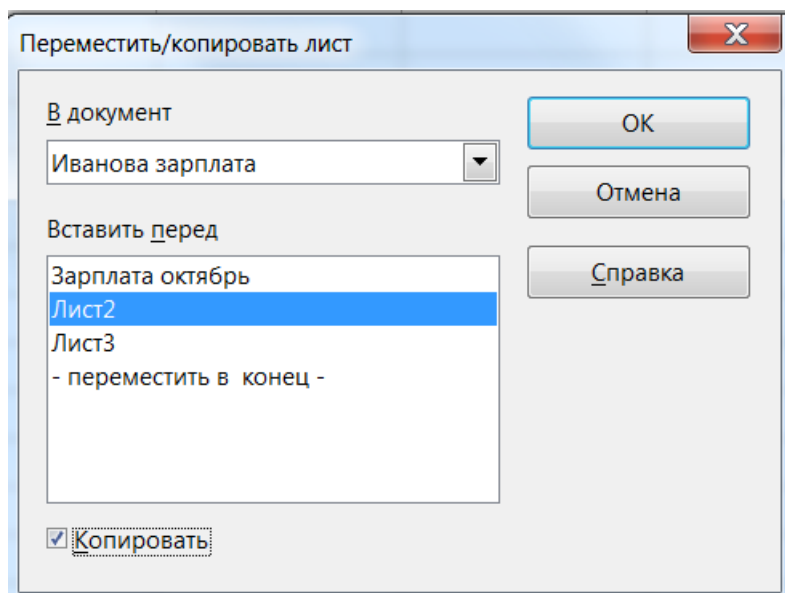 Переместить/копировать лист
В документ
Иванова зарплата
Вставить перед
Зарплата октябрь
Лист2
Лист3
- переместить в  конец -
Копировать
OK
Отмена
Справка